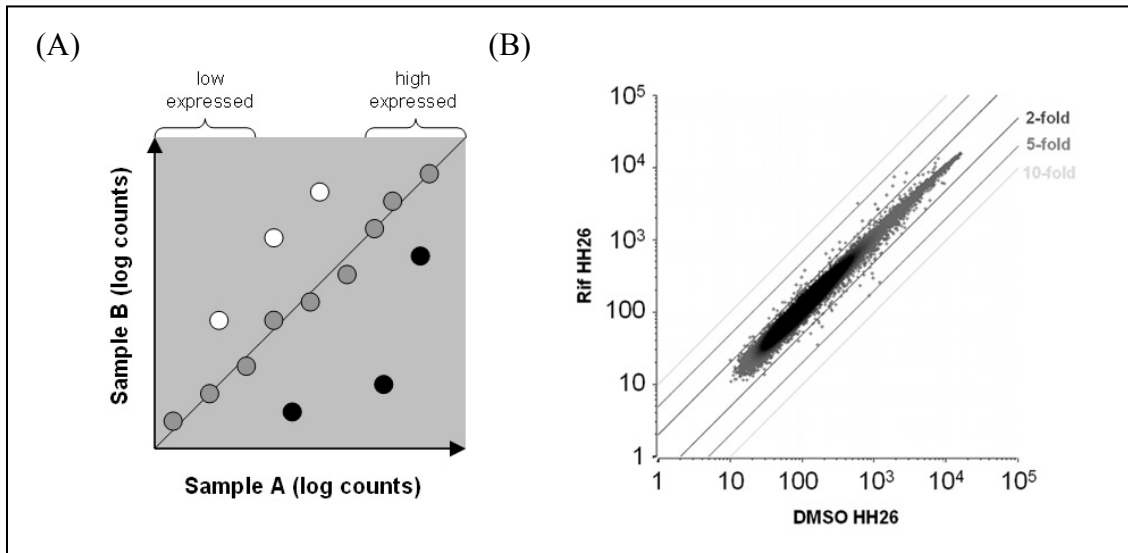 (A)
low
expressed
high
expressed
Sample B (log counts)
Sample A (log counts)
(B)
10⁵
10⁴
10³
100
10
1
Rif HH26
2-fold
5-fold
10-fold
1
10
100
10³
10⁴
10⁵
DMSO HH26